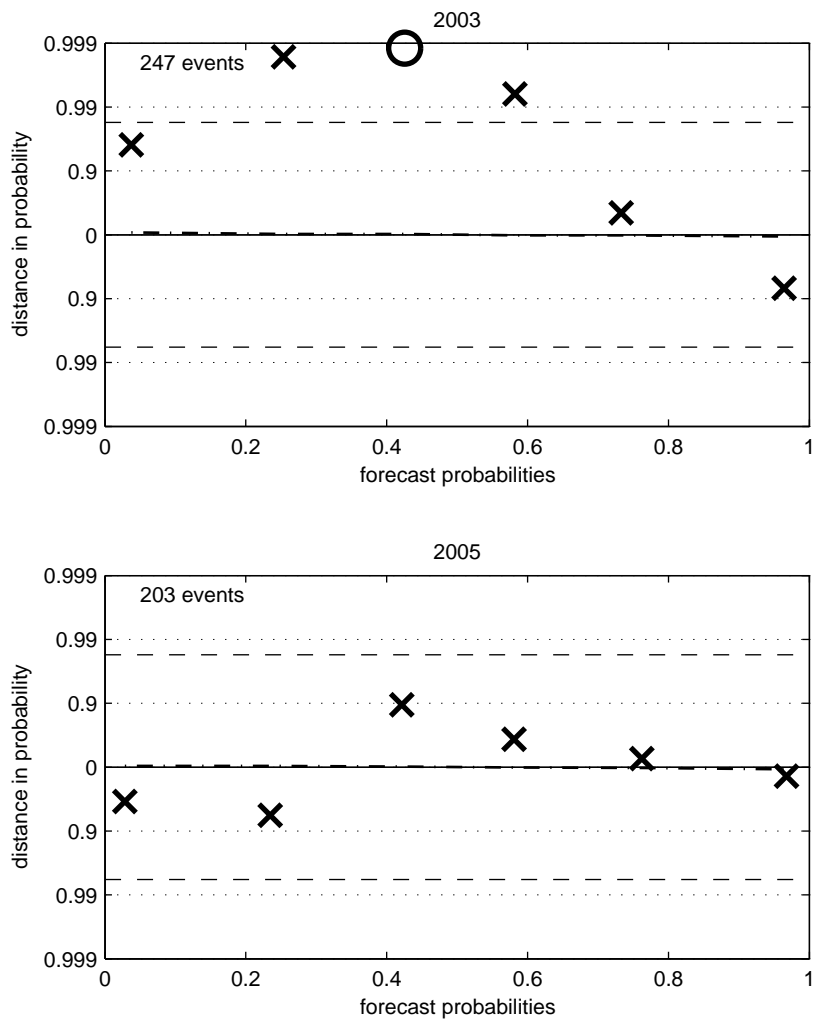 2003
247 events
0.999
0.99
0.9
0
0.9
0.99
0.999
distance in probability
0 0.2 0.4 0.6 0.8 1
forecast probabilities
2005
203 events
0.999
0.99
0.9
0
0.9
0.99
0.999
distance in probability
0 0.2 0.4 0.6 0.8 1
forecast probabilities